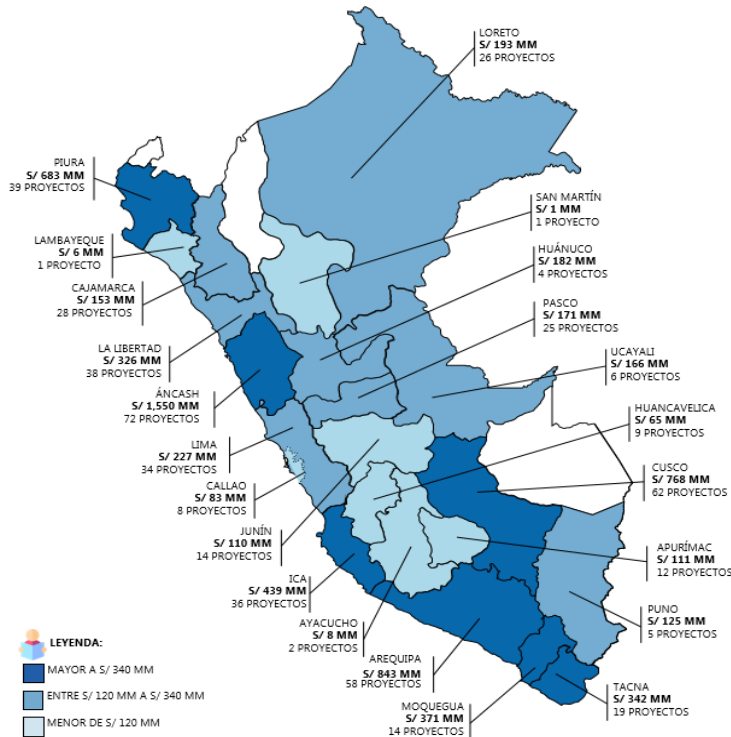 LORETO
S/ 193 MM
26 PROYECTOS
PIURA
S/ 683 MM
39 PROYECTOS
SAN MARTÍN
S/ 1 MM
1 PROYECTO
LAMBAYEQUE
S/ 6 MM
1 PROYECTO
HUÁNUCO
S/ 182 MM
4 PROYECTOS
CAJAMARCA
S/ 153 MM
28 PROYECTOS
PASCO
S/ 171 MM
25 PROYECTOS
LA LIBERTAD
S/ 326 MM
38 PROYECTOS
UCAYALI
S/ 166 MM
6 PROYECTOS
ÁNCASH
S/ 1,550 MM
72 PROYECTOS
HUANCAVELICA
S/ 65 MM
9 PROYECTOS
LIMA
S/ 227 MM
34 PROYECTOS
CUSCO
S/ 768 MM
62 PROYECTOS
CALLAO
S/ 83 MM
8 PROYECTOS
JUNÍN
S/ 110 MM
14 PROYECTOS
APURÍMAC
S/ 111 MM
12 PROYECTOS
ICA
S/ 439 MM
36 PROYECTOS
PUNO
S/ 125 MM
5 PROYECTOS
AYACUCHO
S/ 8 MM
2 PROYECTOS
AREQUIPA
S/ 843 MM
58 PROYECTOS
TACNA
S/ 342 MM
19 PROYECTOS
MOQUEGUA
S/ 371 MM
14 PROYECTOS
LEYENDA:
MAYOR A S/ 340 MM
ENTRE S/ 120 MM A S/ 340 MM
MENOR DE S/ 120 MM